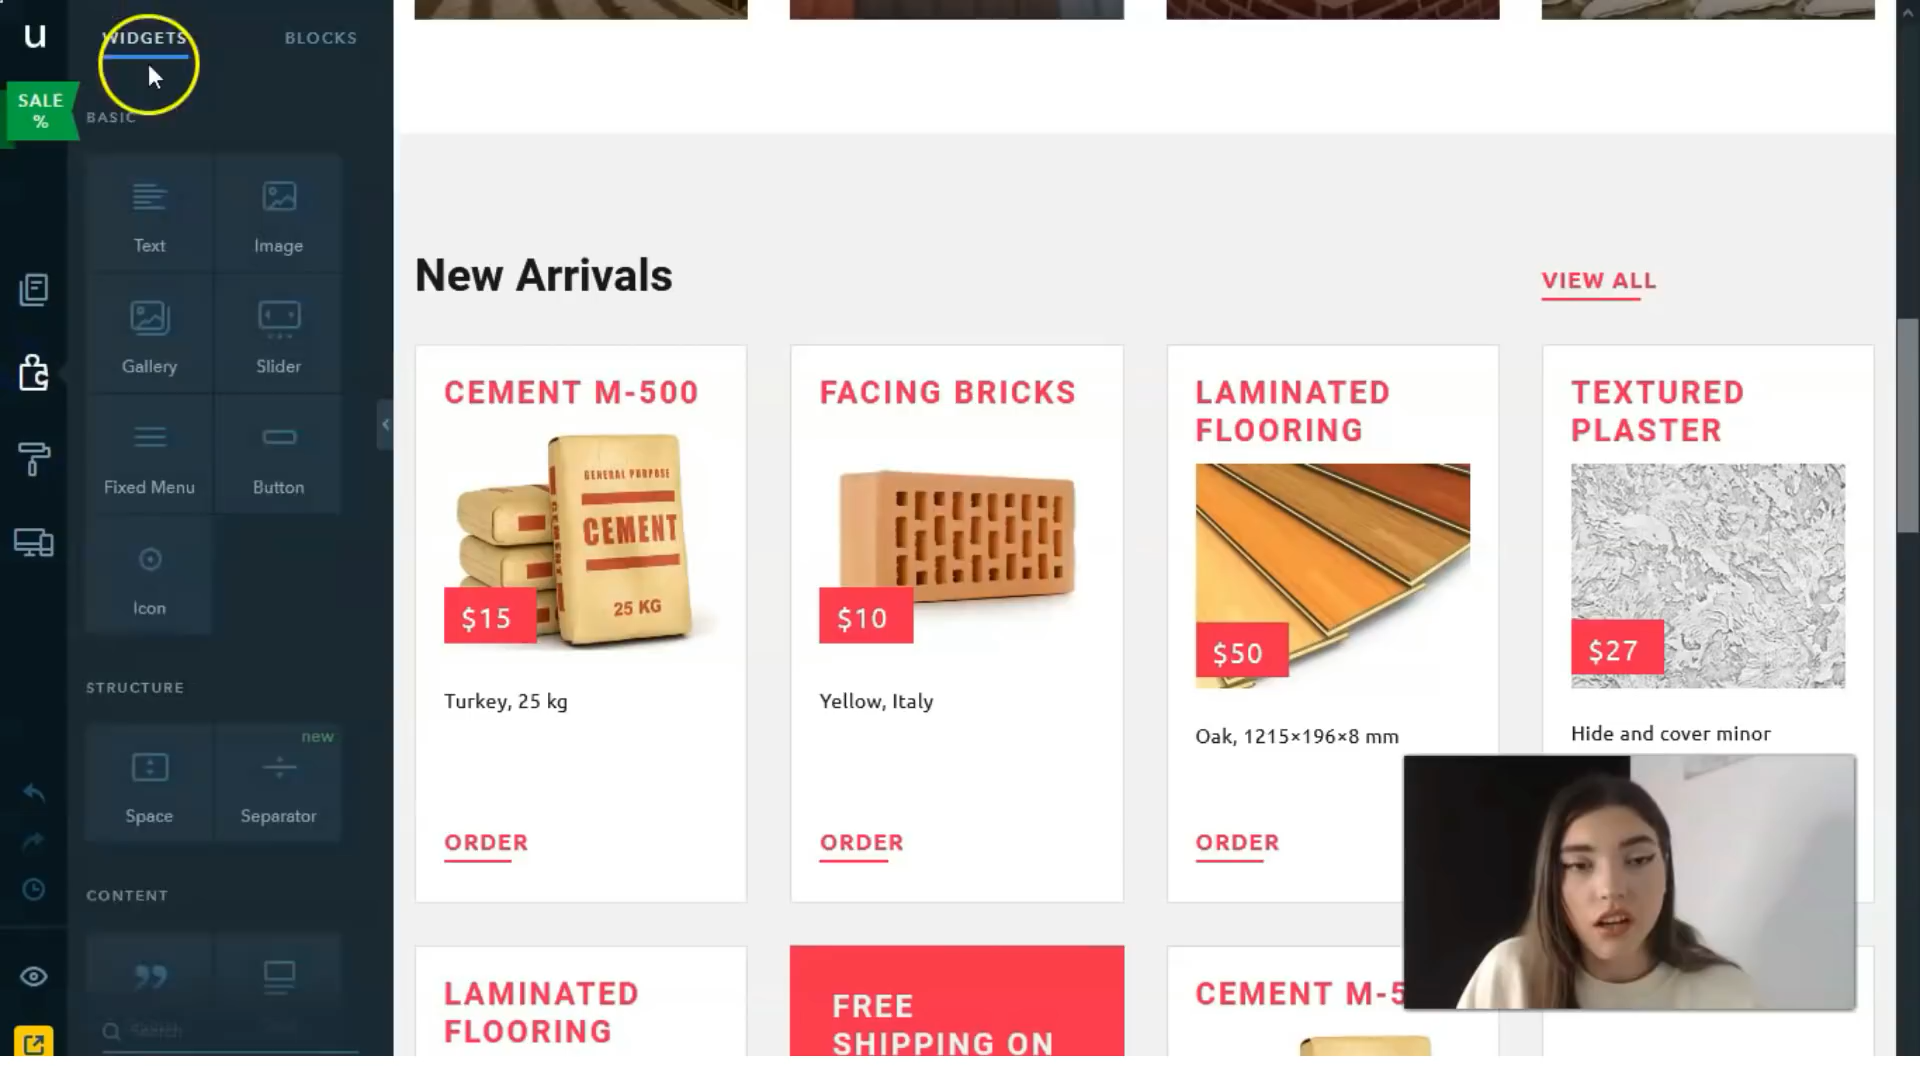 u
WIDGETS
BLOCKS
SALE
%
BASIC
Text
Image
Gallery
Slider
Fixed Menu
Button
Icon
STRUCTURE
new
Space
Separator
CONTENT
Search
New Arrivals
VIEW ALL
CEMENT M-500
GENERAL PURPOSE
CEMENT
25 KG
$15
Turkey, 25 kg
ORDER
FACING BRICKS
$10
Yellow, Italy
ORDER
LAMINATED
FLOORING
$50
Oak, 1215×196×8 mm
ORDER
TEXTURED
PLASTER
$27
Hide and cover minor
LAMINATED
FLOORING
FREE
SHIPPING ON
CEMENT M-5